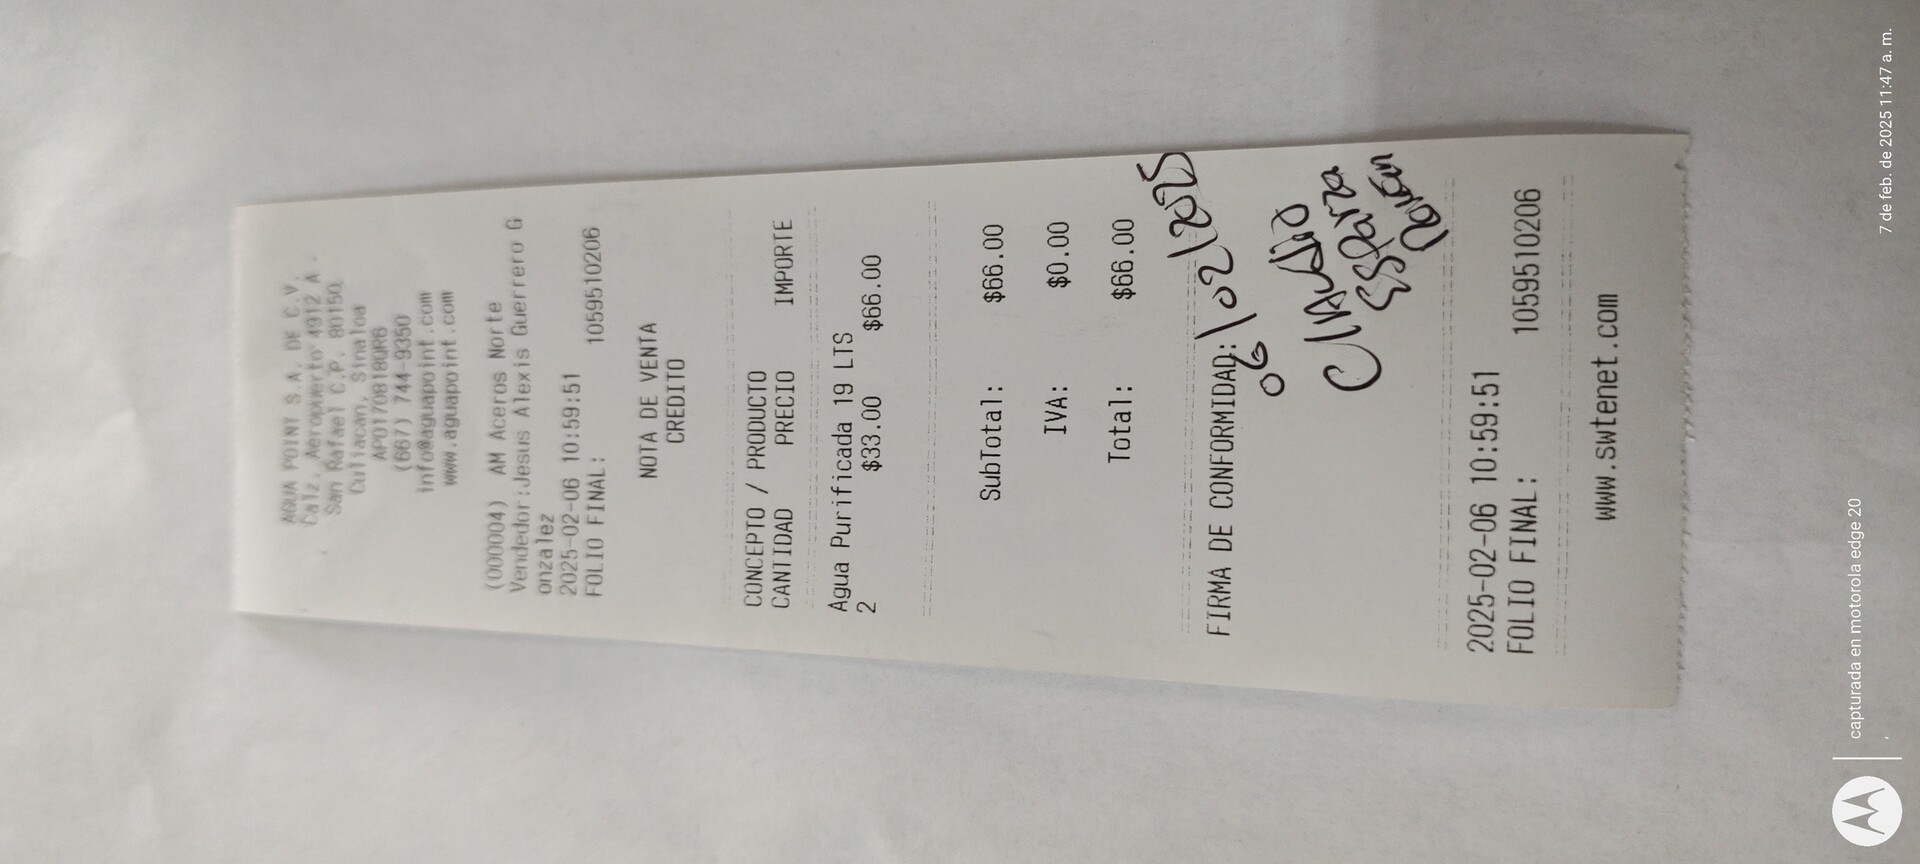 AGUA POINT S.A. DE C.V.
Calz. Aeropuerto 4912 A.
San Rafael C.P. 80150
Culiacan, Sinaloa
(667) 744-9350
info@aguapoint.com
www.aguapoint.com
(000004) AM Aceros Norte
Vendedor:Jesus Alexis Guerrero G
onzalez
2025-02-06 10:59:51
FOLIO FINAL: 1059510206
NOTA DE VENTA
CREDITO
CONCEPTO / PRODUCTO
CANTIDAD PRECIO IMPORTE
Agua Purificada 19 LTS
2 $33.00 $66.00
SubTotal: $66.00
IVA: $0.00
Total: $66.00
FIRMA DE CONFORMIDAD:
06/02/2025
Claudio
Esparza
2025-02-06 10:59:51
FOLIO FINAL: 1059510206
www.swtenet.com
capturada en motorola edge 20
7 de feb. de 2025 11:47 a. m.